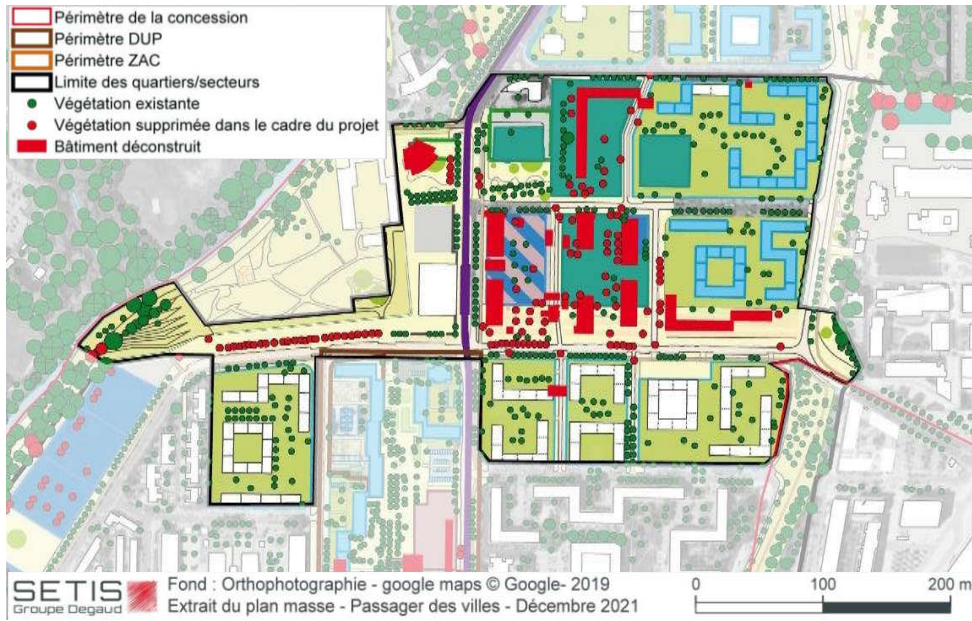 Périmètre de la concession
Périmètre DUP
Périmètre ZAC
Limite des quartiers/secteurs
Végétation existante
Végétation supprimée dans le cadre du projet
Bâtiment déconstruit
SETIS
Groupe Degaud
Fond : Orthophotographie - google maps © Google- 2019
Extrait du plan masse - Passager des villes - Décembre 2021
0 100 200 m